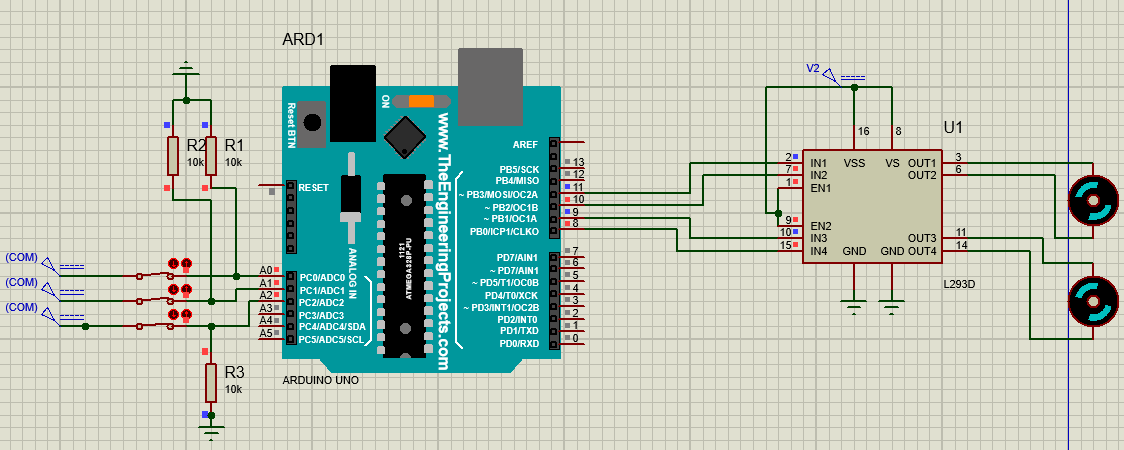 ARD1
R2
10k
R1
10k
(COM)
(COM)
(COM)
R3
10k
Reset BTN
ON
www.TheEngineeringProjects.com
ANALOG IN
1121
ATMEGA328P-PU
RESET
A0 PC0/ADC0
A1 PC1/ADC1
A2 PC2/ADC2
A3 PC3/ADC3
A4 PC4/ADC4/SDA
A5 PC5/ADC5/SCL
AREF
PB5/SCK 13
PB4/MISO 12
~ PB3/MOSI/OC2A 11
~ PB2/OC1B 10
~ PB1/OC1A 9
PB0/ICP1/CLKO 8
PD7/AIN1 7
~ PD7/AIN1 6
~ PD5/T1/OC0B 5
PD4/T0/XCK 4
~ PD3/INT1/OC2B 3
PD2/INT0 2
PD1/TXD 1
PD0/RXD 0
ARDUINO UNO
V2
U1
16 8
VSS VS
2 IN1 OUT1 3
7 IN2 OUT2 6
1 EN1
9 EN2
10 IN3 OUT3 11
15 IN4 GND GND OUT4 14
L293D